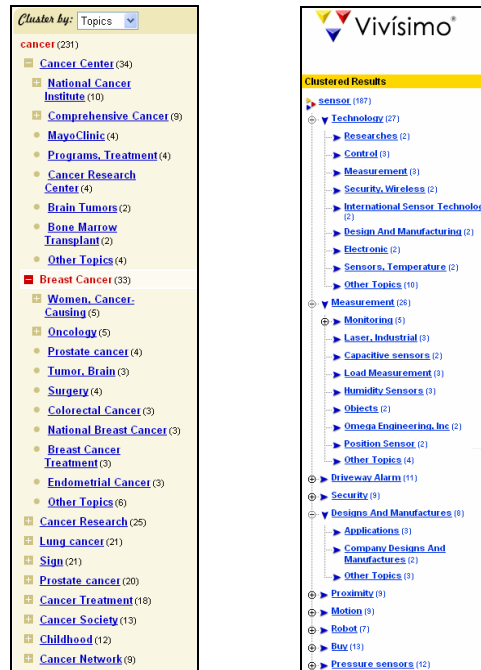 Cluster by: Topics
cancer (231)
Cancer Center (34)
National Cancer
Institute (10)
Comprehensive Cancer (9)
MayoClinic (4)
Programs, Treatment (4)
Cancer Research
Center (4)
Brain Tumors (2)
Bone Marrow
Transplant (2)
Other Topics (4)
Breast Cancer (33)
Women, Cancer-
Causing (5)
Oncology (5)
Prostate cancer (4)
Tumor, Brain (3)
Surgery (4)
Colorectal Cancer (3)
National Breast Cancer (3)
Breast Cancer
Treatment (3)
Endometrial Cancer (3)
Other Topics (6)
Cancer Research (25)
Lung cancer (21)
Sign (21)
Prostate cancer (20)
Cancer Treatment (18)
Cancer Society (13)
Childhood (12)
Cancer Network (9)
Vivísimo®
Clustered Results
sensor (187)
Technology (27)
Researches (2)
Control (3)
Measurement (3)
Security, Wireless (2)
International Sensor Technolog
(2)
Design And Manufacturing (2)
Electronic (2)
Sensors, Temperature (2)
Other Topics (10)
Measurement (26)
Monitoring (5)
Laser, Industrial (3)
Capacitive sensors (2)
Load Measurement (3)
Humidity Sensors (3)
Objects (2)
Omega Engineering, Inc (2)
Position Sensor (2)
Other Topics (4)
Driveway Alarm (11)
Security (9)
Designs And Manufactures (8)
Applications (3)
Company Designs And
Manufactures (2)
Other Topics (3)
Proximity (9)
Motion (9)
Robot (7)
Buy (13)
Pressure sensors (12)